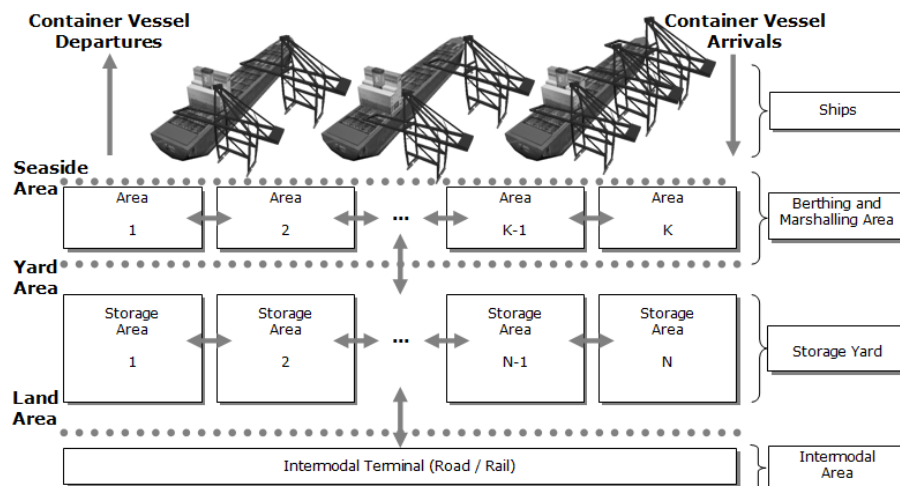 Container Vessel
Departures
Container Vessel
Arrivals
Ships
Seaside
Area
Area
1
Area
2
...
Area
K-1
Area
K
Berthing and
Marshalling Area
Yard
Area
Storage
Area
1
Storage
Area
2
...
Storage
Area
N-1
Storage
Area
N
Storage Yard
Land
Area
Intermodal Terminal (Road / Rail)
Intermodal
Area